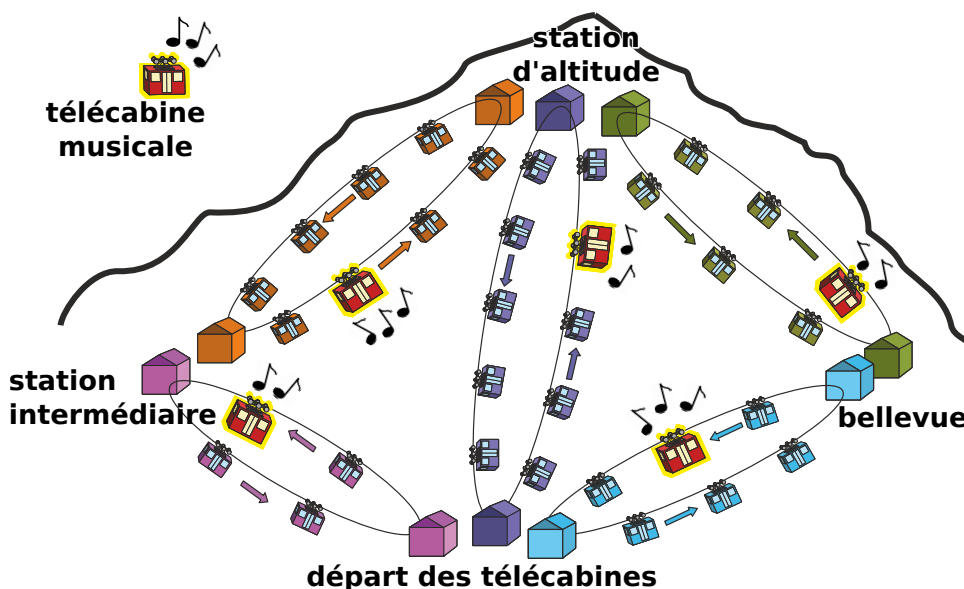 station
d'altitude
télécabine
musicale
station
intermédiaire
bellevue
départ des télécabines